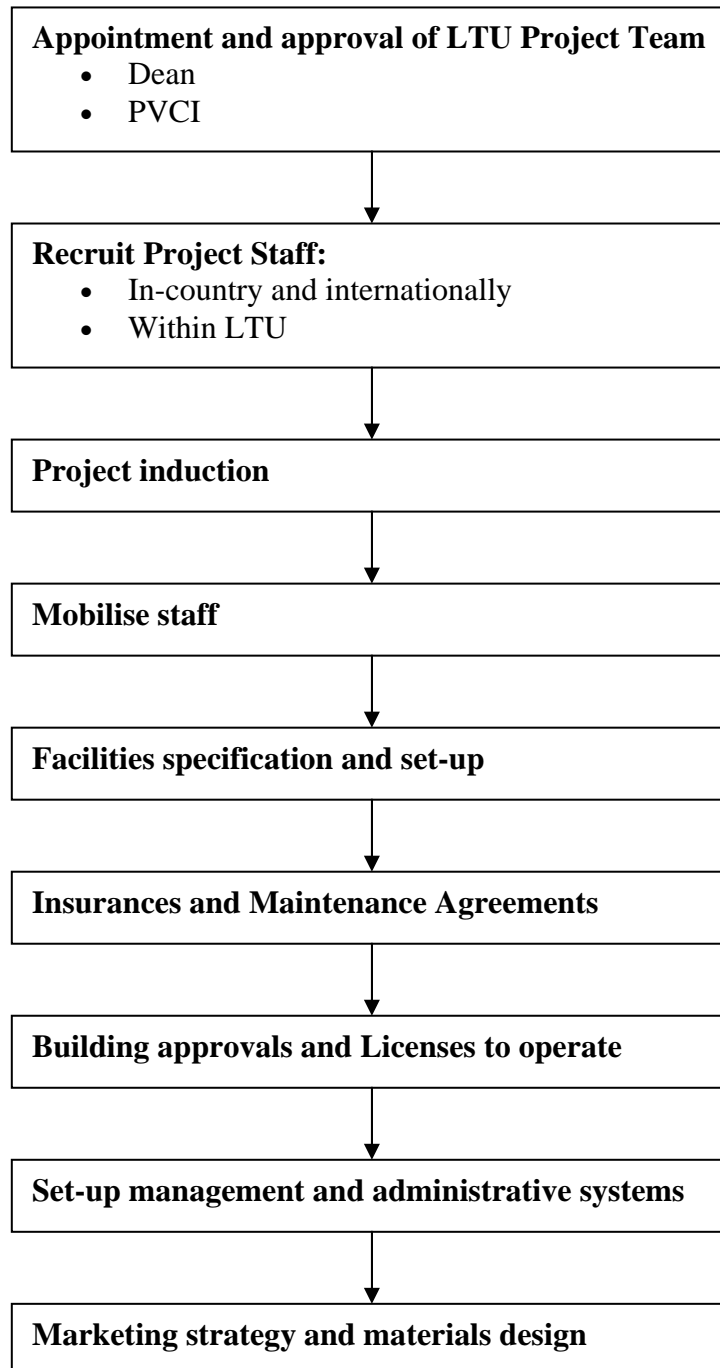 Appointment and approval of LTU Project Team
• Dean
• PVCI
Recruit Project Staff:
• In-country and internationally
• Within LTU
Project induction
Mobilise staff
Facilities specification and set-up
Insurances and Maintenance Agreements
Building approvals and Licenses to operate
Set-up management and administrative systems
Marketing strategy and materials design